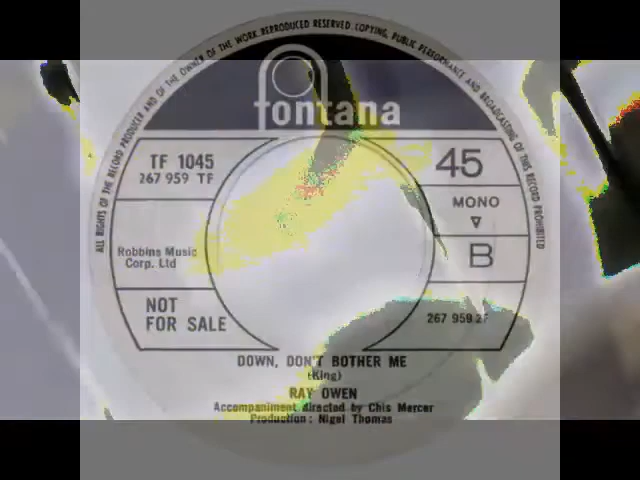 ALL RIGHTS OF THE RECORD PRODUCER AND OF THE OWNER OF THE WORK REPRODUCED RESERVED. COPYING, PUBLIC PERFORMANCE AND BROADCASTING OF THIS RECORD PROHIBITED
fontana
TF 1045
267 959 TF
45
MONO
Robbins Music
Corp. Ltd
B
NOT
FOR SALE
267 959 2F
DOWN, DON'T BOTHER ME
(King)
RAY OWEN
Accompaniment directed by Chis Mercer
Production: Nigel Thomas